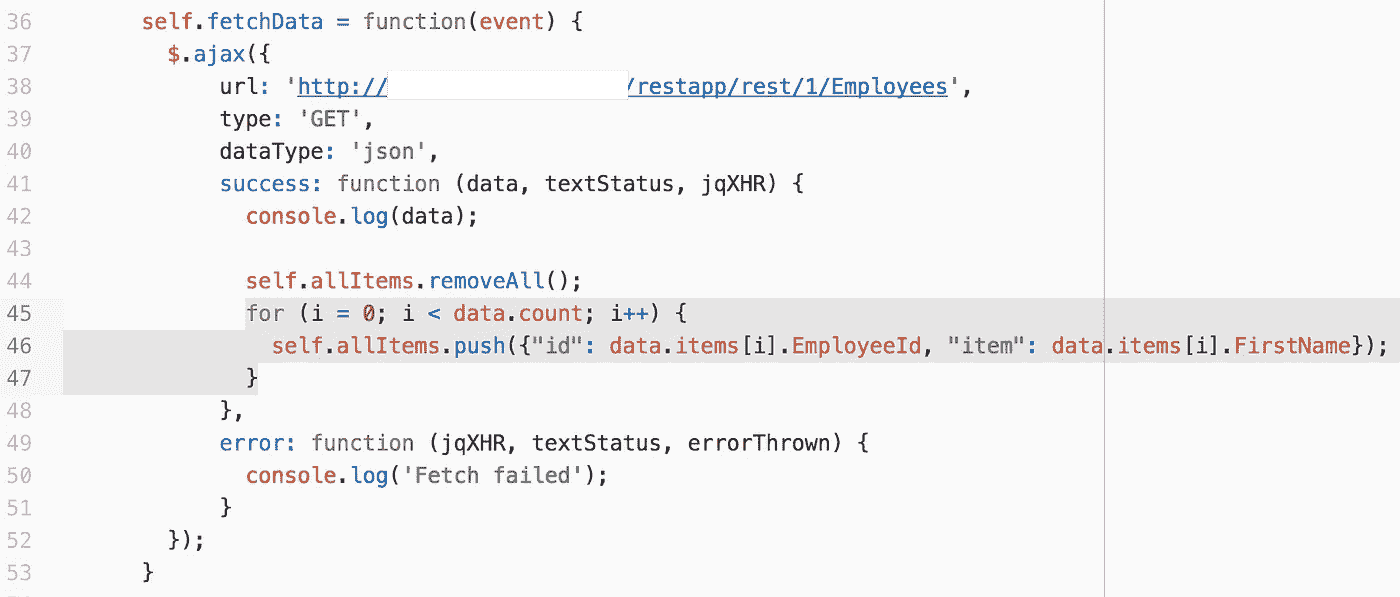 36 self.fetchData = function(event) {
37 $.ajax({
38 url: 'http:// /restapp/rest/1/Employees',
39 type: 'GET',
40 dataType: 'json',
41 success: function (data, textStatus, jqXHR) {
42 console.log(data);
43
44 self.allItems.removeAll();
45 for (i = 0; i < data.count; i++) {
46 self.allItems.push({"id": data.items[i].EmployeeId, "item": data.items[i].FirstName});
47 }
48 },
49 error: function (jqXHR, textStatus, errorThrown) {
50 console.log('Fetch failed');
51 }
52 });
53 }